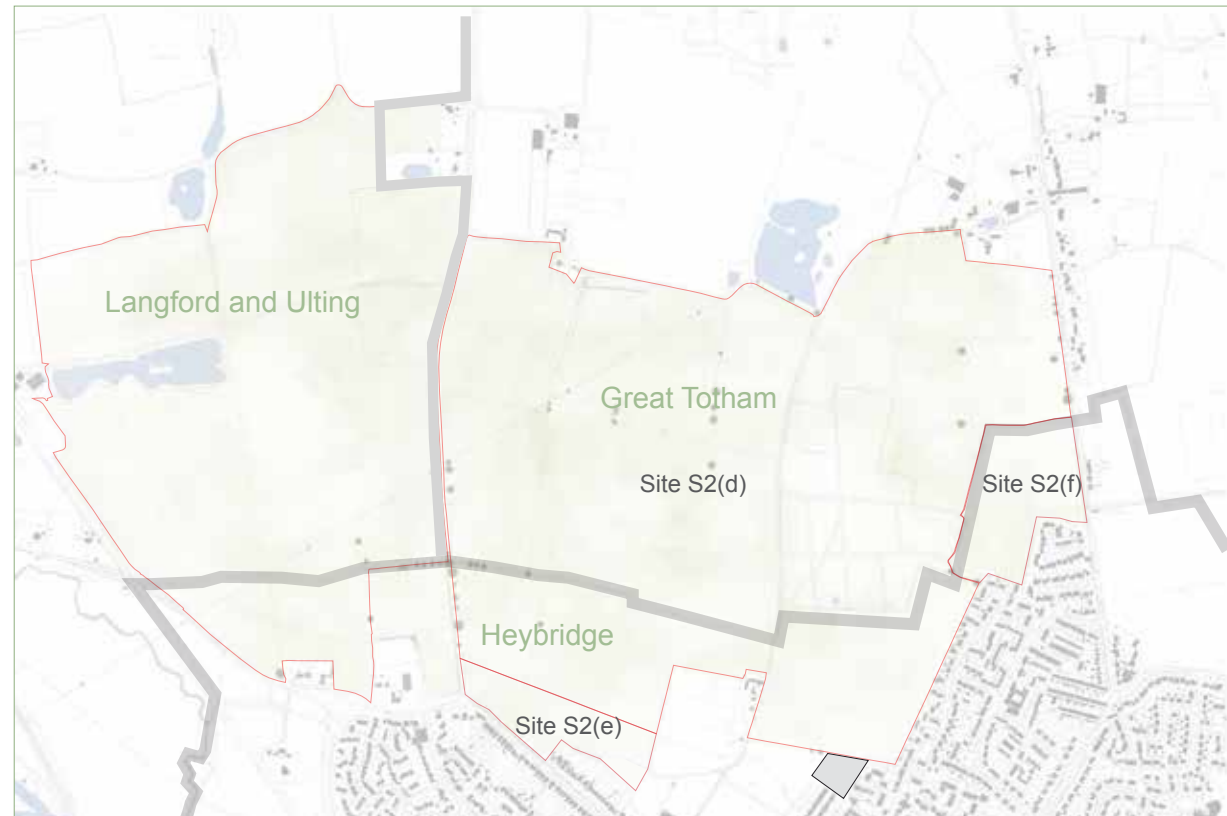 Langford and Ulting
Great Totham
Site S2(d)
Site S2(f)
Heybridge
Site S2(e)